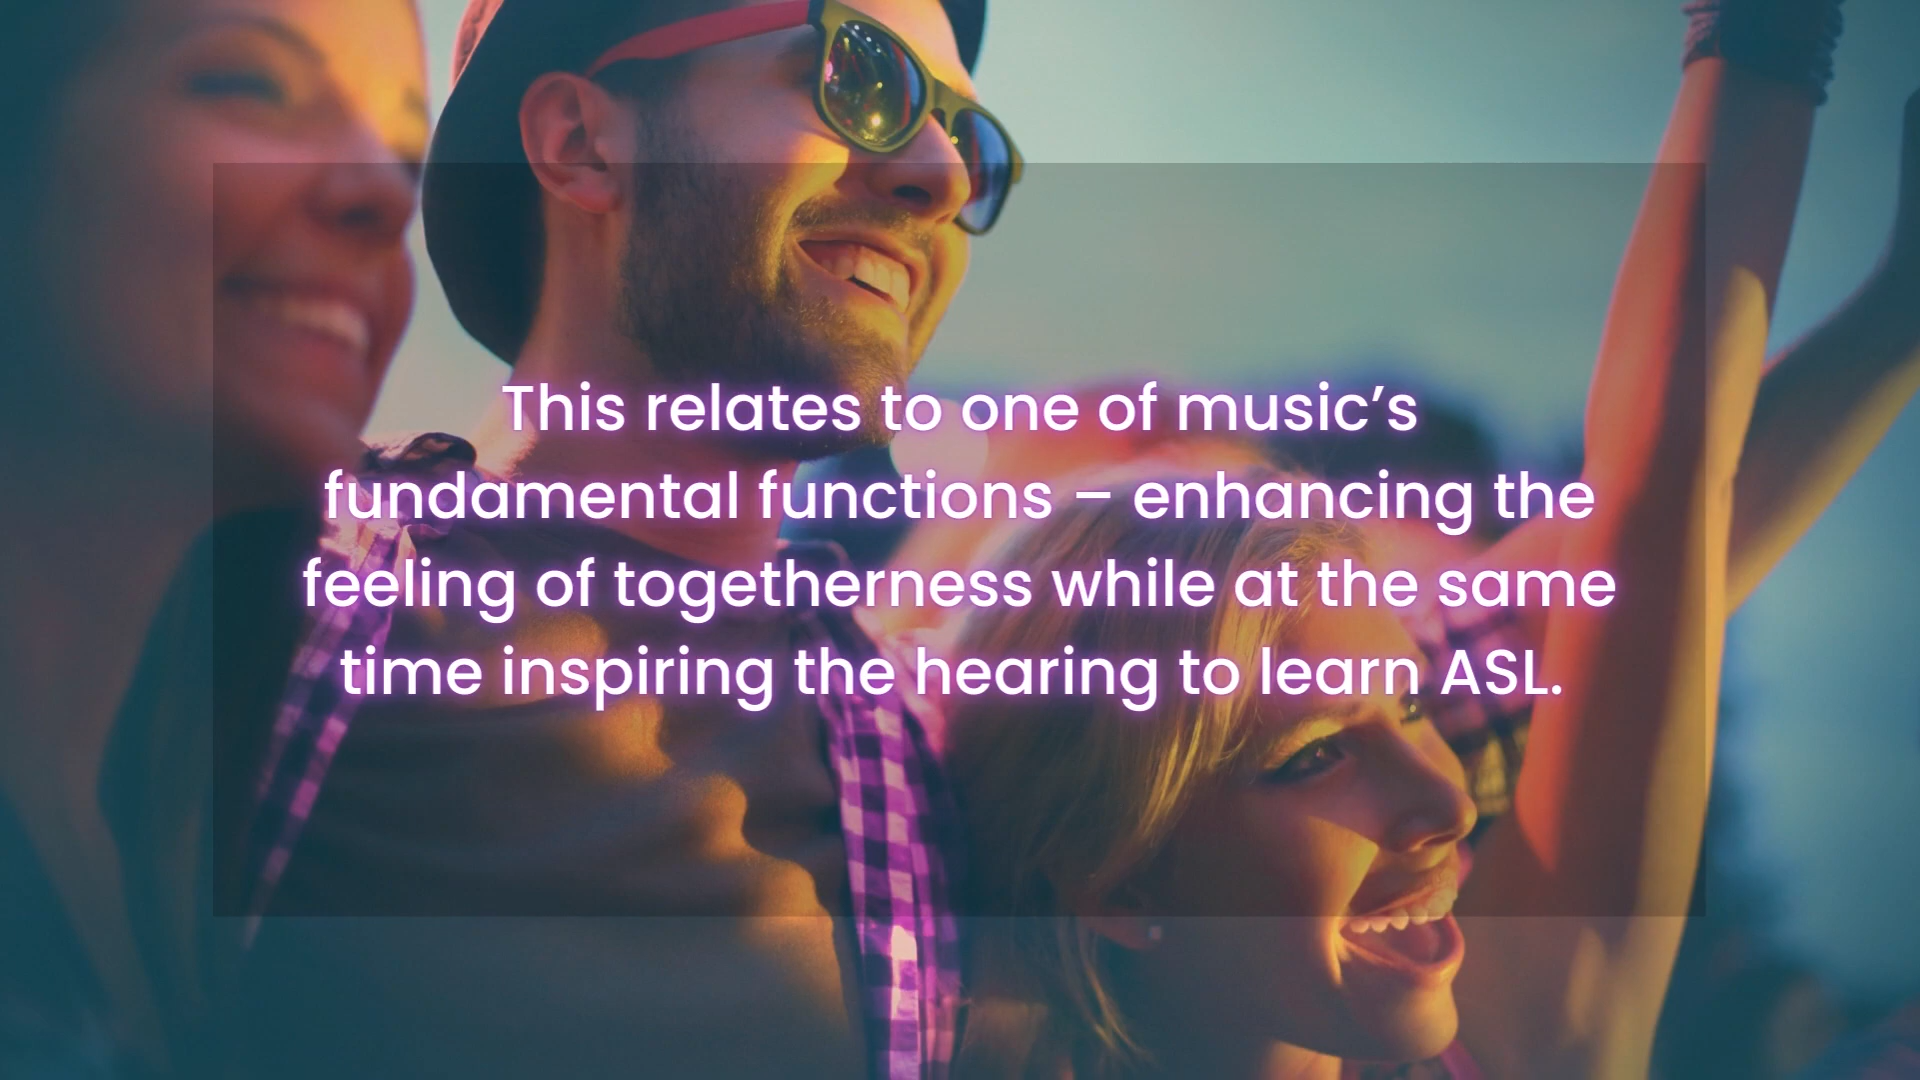 This relates to one of music’s
fundamental functions – enhancing the
feeling of togetherness while at the same
time inspiring the hearing to learn ASL.